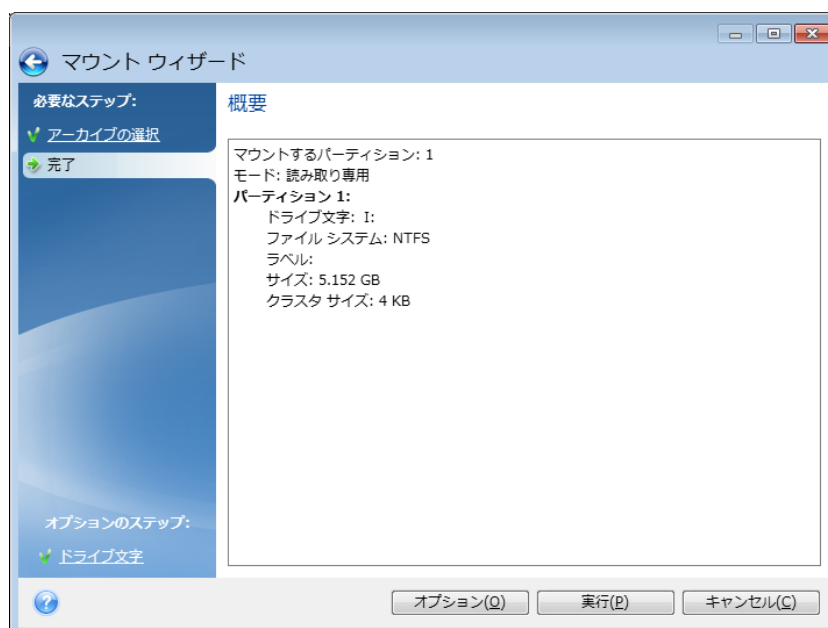 マウント ウィザード
必要なステップ:
アーカイブの選択
完了
オプションのステップ:
ドライブ文字
概要
マウントするパーティション: 1
モード: 読み取り専用
パーティション 1:
ドライブ文字: I:
ファイル システム: NTFS
ラベル:
サイズ: 5.152 GB
クラスタ サイズ: 4 KB
オプション(O)
実行(P)
キャンセル(C)